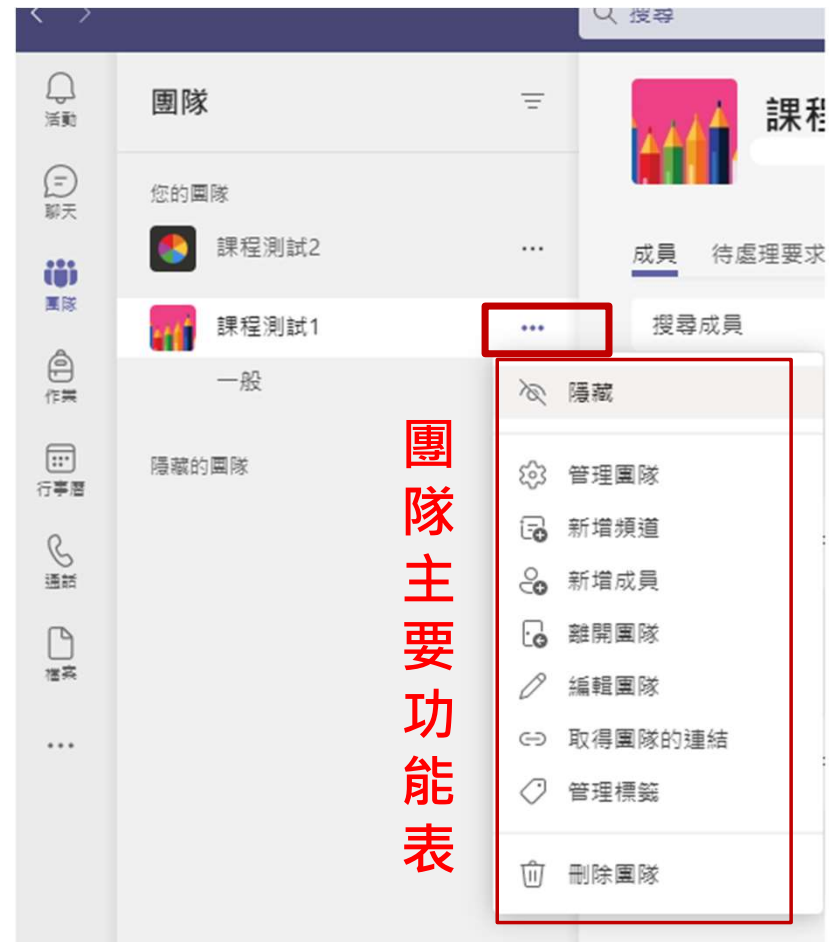 搜尋
活動
聊天
團隊
作業
行事曆
通話
檔案
團隊
您的團隊
課程測試2
課程測試1
一般
隱藏的團隊
團隊主要功能表
課程
成員 待處理要求
搜尋成員
隱藏
管理團隊
新增頻道
新增成員
離開團隊
編輯團隊
取得團隊的連結
管理標籤
刪除團隊